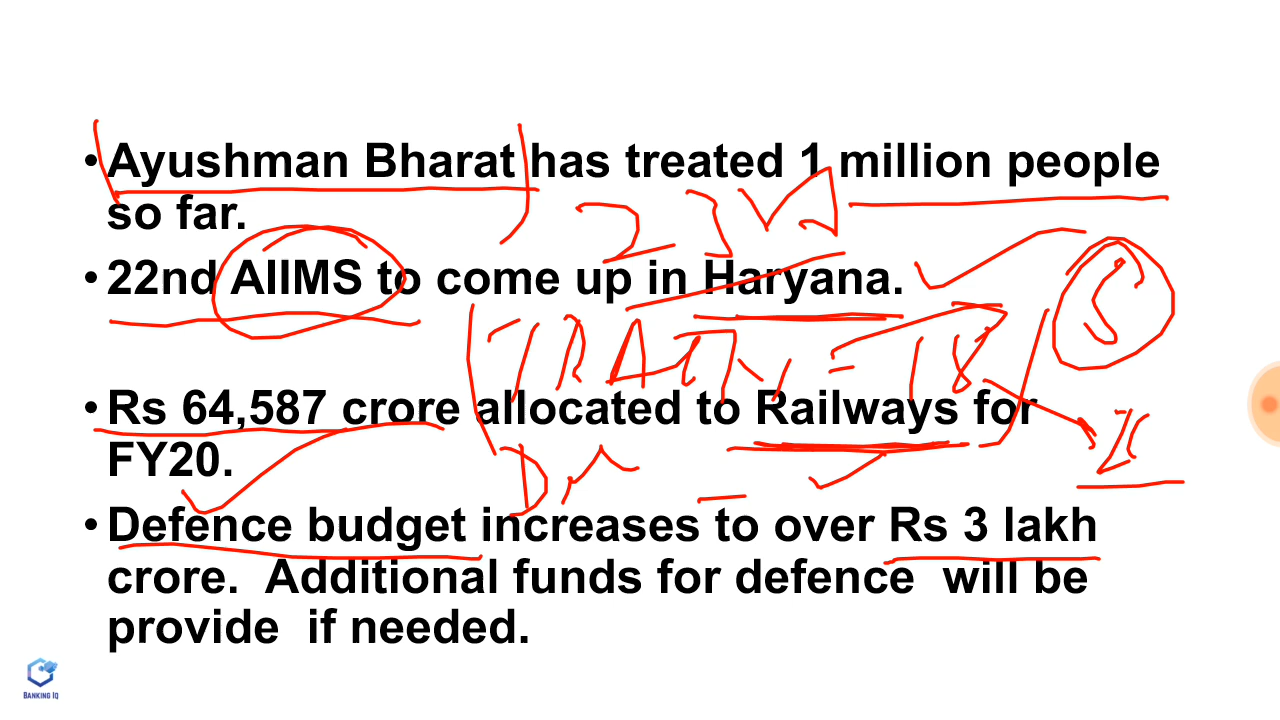 • Ayushman Bharat has treated 1 million people
so far.
• 22nd AIIMS to come up in Haryana.
• Rs 64,587 crore allocated to Railways for
FY20.
• Defence budget increases to over Rs 3 lakh
crore.  Additional funds for defence  will be
provide  if needed.
BANKING IQ